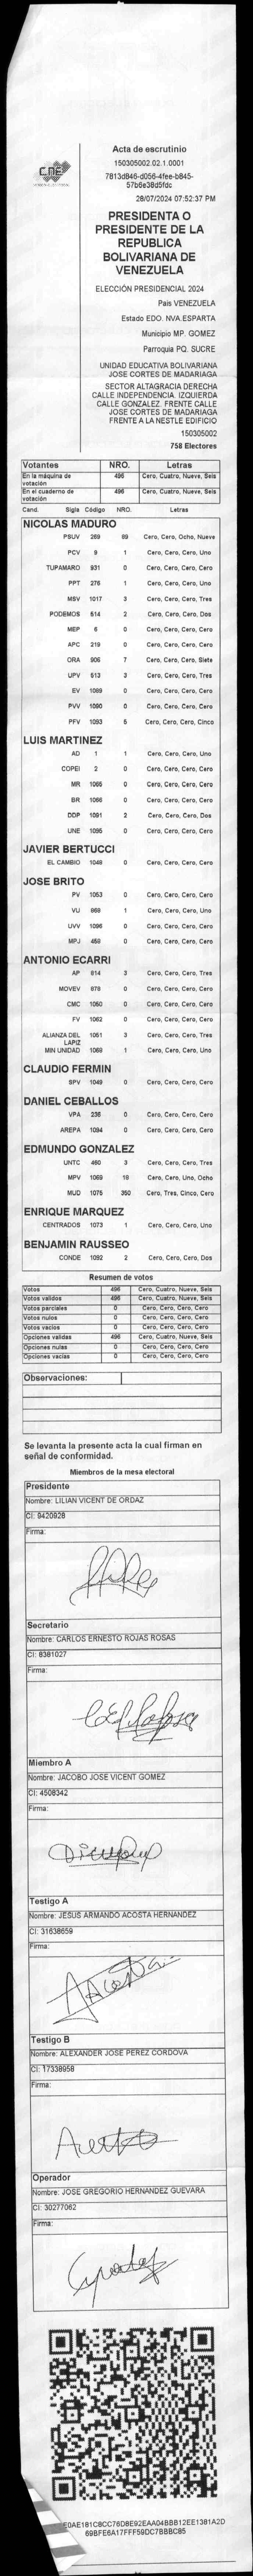 CNE
Acta de escrutinio
150305002.02.1.0001
7813d846-d056-4fee-b845-
57b6e38d5fdc
28/07/2024 07:52:37 PM
PRESIDENTA O
PRESIDENTE DE LA
REPUBLICA
BOLIVARIANA DE
VENEZUELA
ELECCIÓN PRESIDENCIAL 2024
País VENEZUELA
Estado EDO. NVA.ESPARTA
Municipio MP. GOMEZ
Parroquia PQ. SUCRE
UNIDAD EDUCATIVA BOLIVARIANA
JOSE CORTES DE MADARIAGA
SECTOR ALTAGRACIA DERECHA
CALLE INDEPENDENCIA. IZQUIERDA
CALLE GONZALEZ. FRENTE CALLE
JOSE CORTES DE MADARIAGA
FRENTE A LA NESTLE EDIFICIO
150305002
758 Electores
Votantes NRO. Letras
En la máquina de votación 496 Cero, Cuatro, Nueve, Seis
En el cuaderno de votación 496 Cero, Cuatro, Nueve, Seis
Cand. Sigla Código NRO. Letras
NICOLAS MADURO
PSUV 269 89 Cero, Cero, Ocho, Nueve
PCV 9 1 Cero, Cero, Cero, Uno
TUPAMARO 931 0 Cero, Cero, Cero, Cero
PPT 276 1 Cero, Cero, Cero, Uno
MSV 1017 3 Cero, Cero, Cero, Tres
PODEMOS 514 2 Cero, Cero, Cero, Dos
MEP 6 0 Cero, Cero, Cero, Cero
APC 219 0 Cero, Cero, Cero, Cero
ORA 906 7 Cero, Cero, Cero, Siete
UPV 613 3 Cero, Cero, Cero, Tres
EV 1089 0 Cero, Cero, Cero, Cero
PVV 1090 0 Cero, Cero, Cero, Cero
PFV 1093 5 Cero, Cero, Cero, Cinco
LUIS MARTINEZ
AD 1 1 Cero, Cero, Cero, Uno
COPEI 2 0 Cero, Cero, Cero, Cero
MR 1065 0 Cero, Cero, Cero, Cero
BR 1056 0 Cero, Cero, Cero, Cero
DDP 1091 2 Cero, Cero, Cero, Dos
UNE 1095 0 Cero, Cero, Cero, Cero
JAVIER BERTUCCI
EL CAMBIO 1048 0 Cero, Cero, Cero, Cero
JOSE BRITO
PV 1053 0 Cero, Cero, Cero, Cero
VU 969 1 Cero, Cero, Cero, Uno
UVV 1096 0 Cero, Cero, Cero, Cero
MPJ 458 0 Cero, Cero, Cero, Cero
ANTONIO ECARRI
AP 814 3 Cero, Cero, Cero, Tres
MOVEV 878 0 Cero, Cero, Cero, Cero
CMC 1050 0 Cero, Cero, Cero, Cero
FV 1062 0 Cero, Cero, Cero, Cero
ALIANZA DEL LAPIZ 1051 3 Cero, Cero, Cero, Tres
MIN UNIDAD 1068 1 Cero, Cero, Cero, Uno
CLAUDIO FERMIN
SPV 1049 0 Cero, Cero, Cero, Cero
DANIEL CEBALLOS
VPA 236 0 Cero, Cero, Cero, Cero
AREPA 1094 0 Cero, Cero, Cero, Cero
EDMUNDO GONZALEZ
UNTC 460 3 Cero, Cero, Cero, Tres
MPV 1069 18 Cero, Cero, Uno, Ocho
MUD 1075 350 Cero, Tres, Cinco, Cero
ENRIQUE MARQUEZ
CENTRADOS 1073 1 Cero, Cero, Cero, Uno
BENJAMIN RAUSSEO
CONDE 1092 2 Cero, Cero, Cero, Dos
Resumen de votos
Votos 496 Cero, Cuatro, Nueve, Seis
Votos validos 496 Cero, Cuatro, Nueve, Seis
Votos parciales 0 Cero, Cero, Cero, Cero
Votos nulos 0 Cero, Cero, Cero, Cero
Votos vacios 0 Cero, Cero, Cero, Cero
Opciones validas 496 Cero, Cuatro, Nueve, Seis
Opciones nulas 0 Cero, Cero, Cero, Cero
Opciones vacias 0 Cero, Cero, Cero, Cero
Observaciones:
Se levanta la presente acta la cual firman en
señal de conformidad.
Miembros de la mesa electoral
Presidente
Nombre: LILIAN VICENT DE ORDAZ
CI: 9420928
Firma:
Secretario
Nombre: CARLOS ERNESTO ROJAS ROSAS
CI: 8381027
Firma:
Miembro A
Nombre: JACOBO JOSE VICENT GOMEZ
CI: 4508342
Firma:
Testigo A
Nombre: JESUS ARMANDO ACOSTA HERNANDEZ
CI: 31638659
Firma:
Testigo B
Nombre: ALEXANDER JOSE PEREZ CORDOVA
CI: 17338958
Firma:
Operador
Nombre: JOSE GREGORIO HERNANDEZ GUEVARA
CI: 30277062
Firma:
E0AE181C8CC76D8E92EAA04BBB12EE1381A2D
69BFE6A17FFF59DC7BBBC85